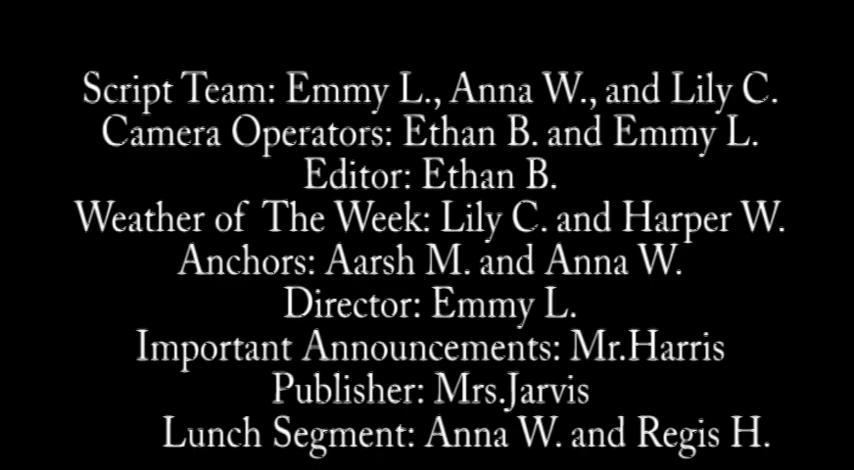 Script Team: Emmy L., Anna W., and Lily C.
Camera Operators: Ethan B. and Emmy L.
Editor: Ethan B.
Weather of The Week: Lily C. and Harper W.
Anchors: Aarsh M. and Anna W.
Director: Emmy L.
Important Announcements: Mr.Harris
Publisher: Mrs.Jarvis
Lunch Segment: Anna W. and Regis H.